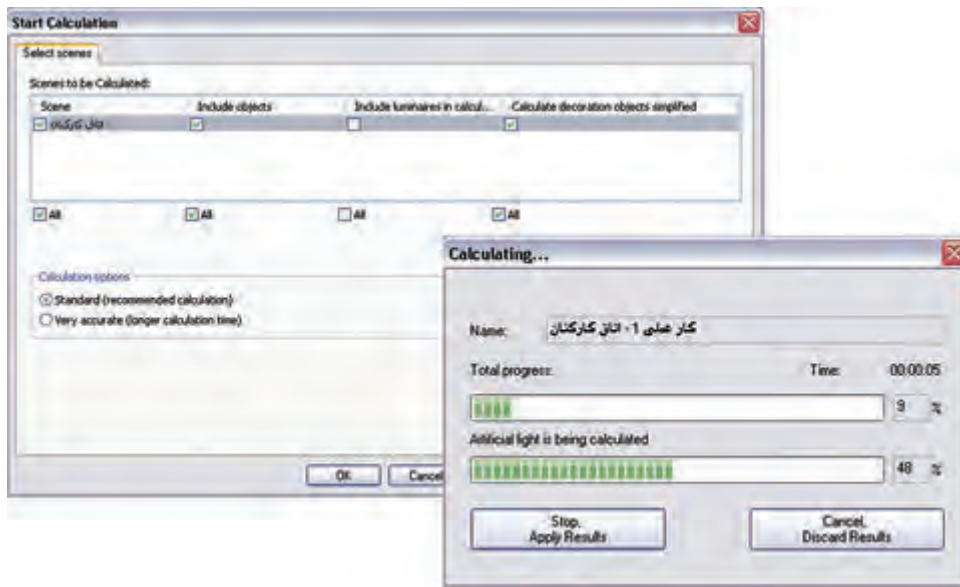 Start Calculation
Select scenes
Scenes to be Calculated:
Scene Include objects Include luminaires in calcul... Calculate decoration objects simplified
اتاق کارکنان
All All All All
Calculation options
Standard (recommended calculation)
Very accurate (longer calculation time)
OK Cancel
Calculating...
Name: کار عملی 1- اتاق کارکنان
Total progress: Time: 00:00:05
9 %
Artificial light is being calculated
48 %
Stop, Apply Results
Cancel, Discard Results